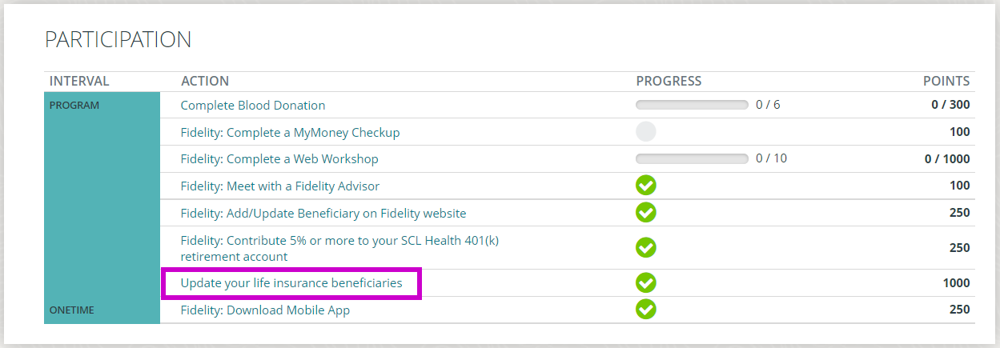 PARTICIPATION
INTERVAL ACTION PROGRESS POINTS
PROGRAM Complete Blood Donation 0 / 6 0 / 300
Fidelity: Complete a MyMoney Checkup 100
Fidelity: Complete a Web Workshop 0 / 10 0 / 1000
Fidelity: Meet with a Fidelity Advisor 100
Fidelity: Add/Update Beneficiary on Fidelity website 250
Fidelity: Contribute 5% or more to your SCL Health 401(k)
retirement account 250
Update your life insurance beneficiaries 1000
ONETIME Fidelity: Download Mobile App 250